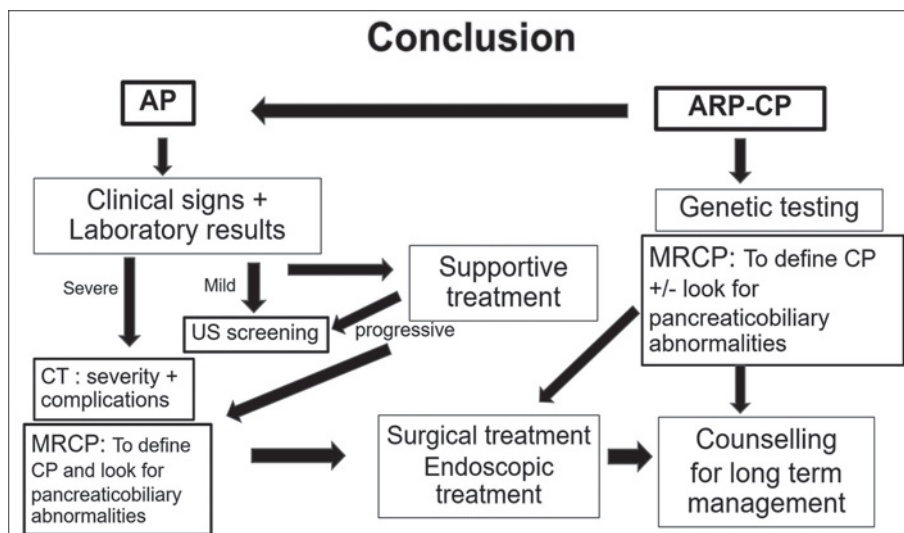 Conclusion
AP
ARP-CP
Clinical signs +
Laboratory results
Genetic testing
Severe
Mild
Supportive
treatment
MRCP: To define CP
+/- look for
pancreaticobiliary
abnormalities
US screening
progressive
CT : severity +
complications
MRCP: To define
CP and look for
pancreaticobiliary
abnormalities
Surgical treatment
Endoscopic
treatment
Counselling
for long term
management